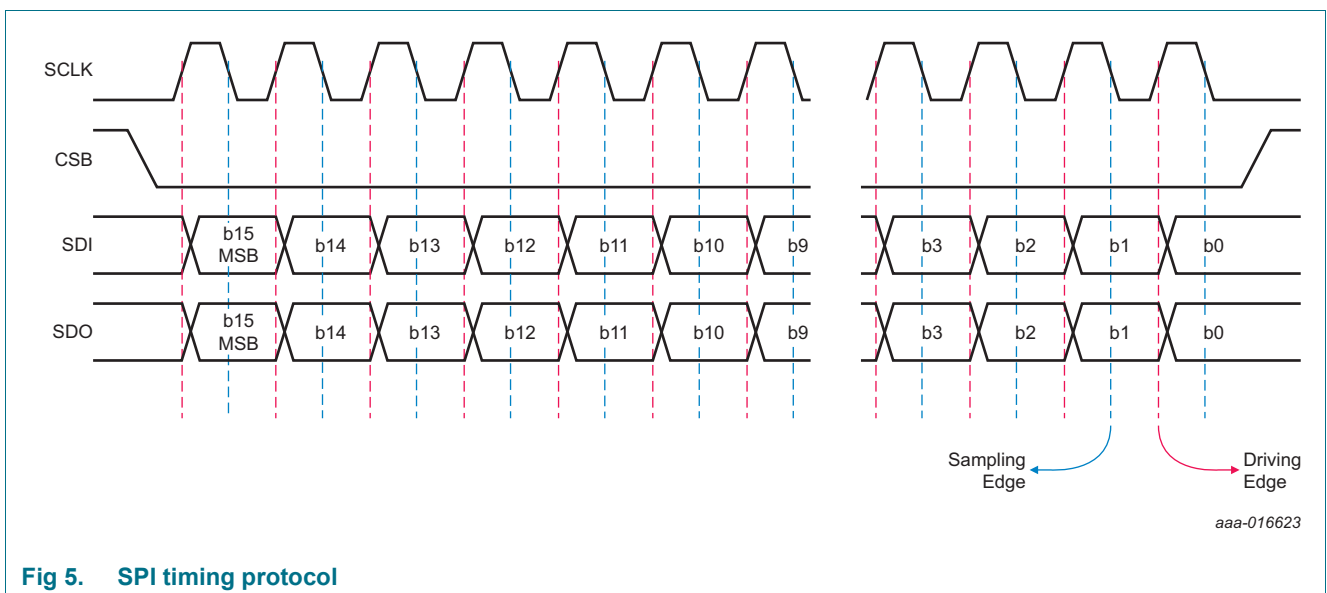 SCLK
CSB
SDI
b15
MSB
b14
b13
b12
b11
b10
b9
b3
b2
b1
b0
SDO
b15
MSB
b14
b13
b12
b11
b10
b9
b3
b2
b1
b0
Sampling
Edge
Driving
Edge
aaa-016623
Fig 5. SPI timing protocol